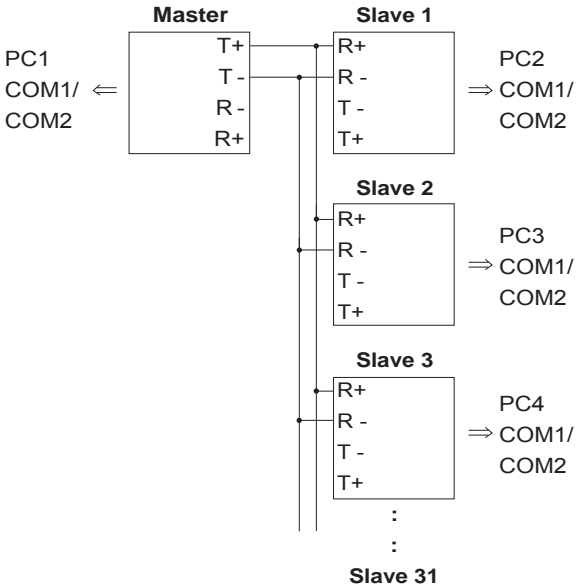 Master
Slave 1
PC1
COM1/
COM2
⇐
T+
T -
R -
R+
R+
R -
T -
T+
⇒
PC2
COM1/
COM2
Slave 2
R+
R -
T -
T+
⇒
PC3
COM1/
COM2
Slave 3
R+
R -
T -
T+
⇒
PC4
COM1/
COM2
:
:
Slave 31